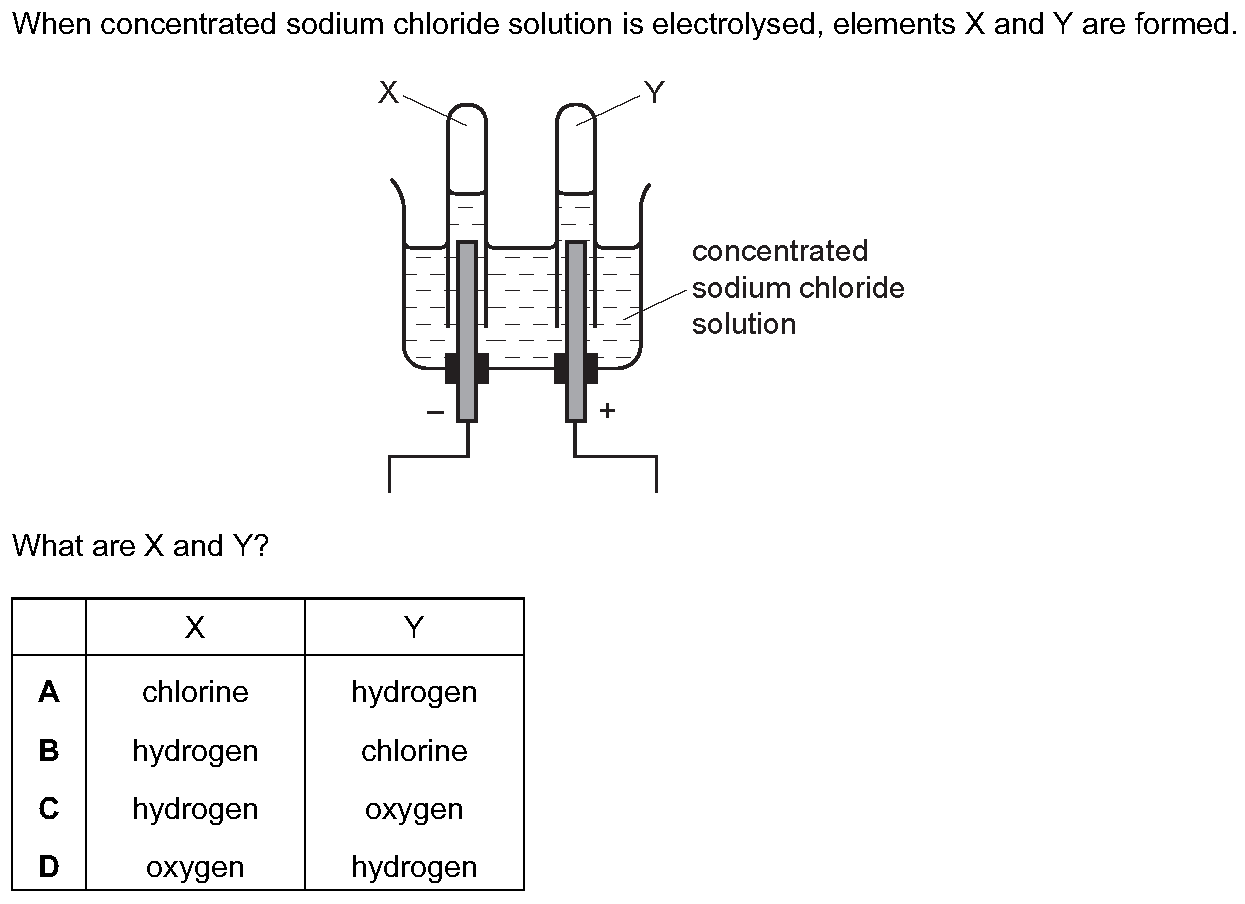 When concentrated sodium chloride solution is electrolysed, elements X and Y are formed.
X
Y
concentrated
sodium chloride
solution
– +
What are X and Y?
X Y
A chlorine hydrogen
B hydrogen chlorine
C hydrogen oxygen
D oxygen hydrogen